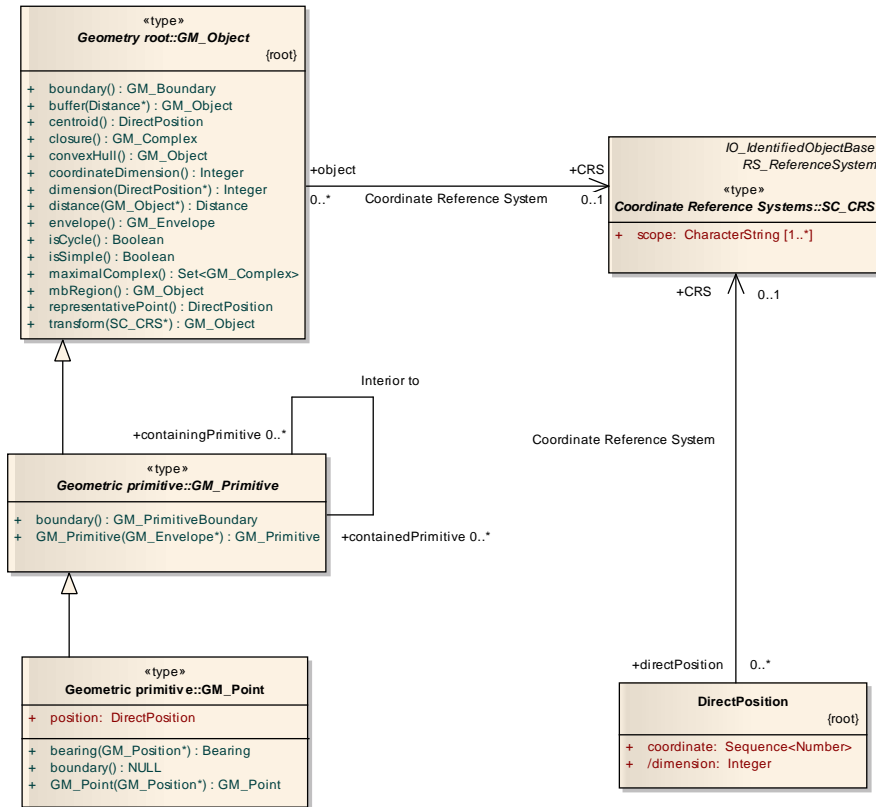 «type»
Geometry root::GM_Object
{root}
+ boundary() : GM_Boundary
+ buffer(Distance*) : GM_Object
+ centroid() : DirectPosition
+ closure() : GM_Complex
+ convexHull() : GM_Object
+ coordinateDimension() : Integer
+ dimension(DirectPosition*) : Integer
+ distance(GM_Object*) : Distance
+ envelope() : GM_Envelope
+ isCycle() : Boolean
+ isSimple() : Boolean
+ maximalComplex() : Set<GM_Complex>
+ mbRegion() : GM_Object
+ representativePoint() : DirectPosition
+ transform(SC_CRS*) : GM_Object
+object
0..*
Coordinate Reference System
+CRS
0..1
IO_IdentifiedObjectBase
RS_ReferenceSystem
«type»
Coordinate Reference Systems::SC_CRS
+ scope: CharacterString [1..*]
+CRS
0..1
Coordinate Reference System
Interior to
+containingPrimitive 0..*
«type»
Geometric primitive::GM_Primitive
+ boundary() : GM_PrimitiveBoundary
+ GM_Primitive(GM_Envelope*) : GM_Primitive
+containedPrimitive 0..*
«type»
Geometric primitive::GM_Point
+ position: DirectPosition
+ bearing(GM_Position*) : Bearing
+ boundary() : NULL
+ GM_Point(GM_Position*) : GM_Point
+directPosition
0..*
DirectPosition
{root}
+ coordinate: Sequence<Number>
+ /dimension: Integer